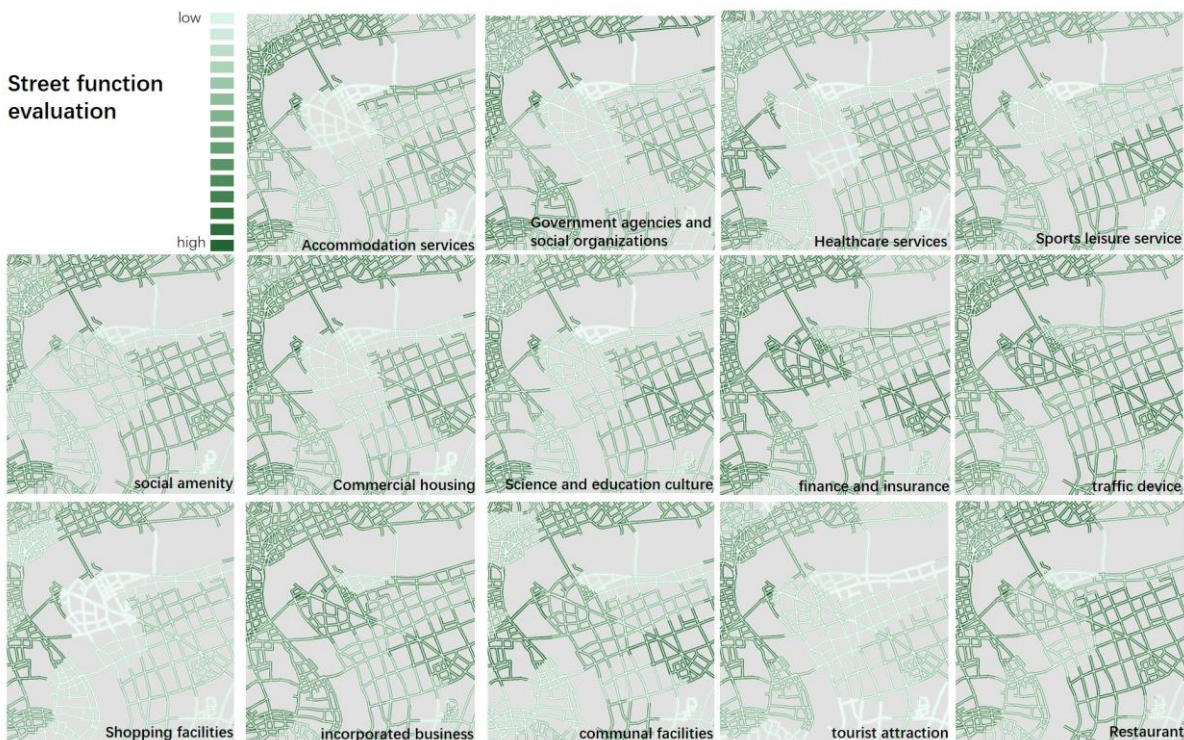 low
Street function
evaluation
high
Accommodation services
Government agencies and
social organizations
Healthcare services
Sports leisure service
social amenity
Commercial housing
Science and education culture
finance and insurance
traffic device
Shopping facilities
incorporated business
communal facilities
tourist attraction
Restaurant